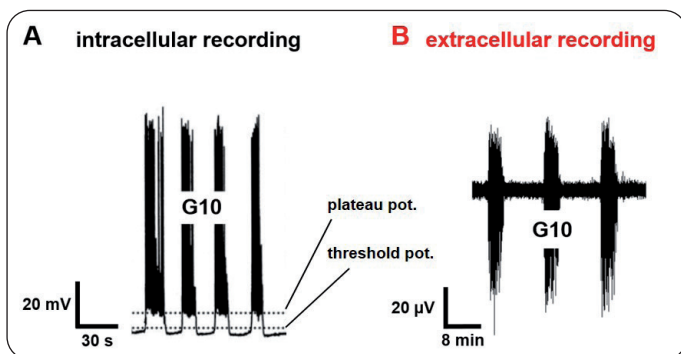 A intracellular recording
B extracellular recording
G10
plateau pot.
threshold pot.
20 mV
30 s
G10
20 µV
8 min